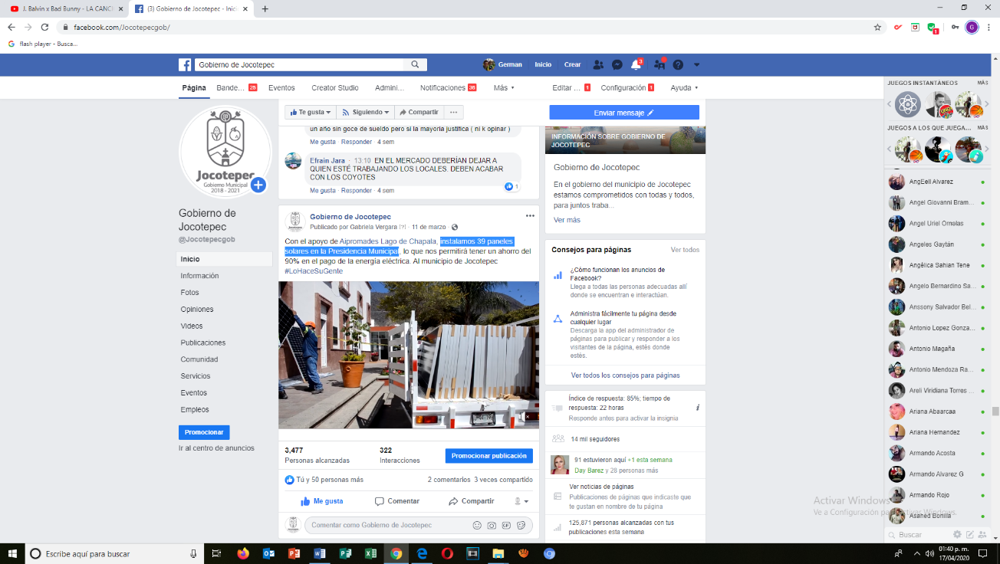 J. Balvin x Bad Bunny - LA CANCI
(3) Gobierno de Jocotepec - Inici
facebook.com/Jocotepecgob/
G
flash player - Busca...
Gobierno de Jocotepec
German
Inicio
Crear
3
Página
Bande... 25
Eventos
Creator Studio
Admini...
Notificaciones 36
Más
Editar ... 1
Configuración 1
Ayuda
Jocotepec
Gobierno Municipal
2018 - 2021
Gobierno de
Jocotepec
@Jocotepecgob
Inicio
Información
Fotos
Opiniones
Videos
Publicaciones
Comunidad
Servicios
Eventos
Empleos
Promocionar
Ir al centro de anuncios
Te gusta
Siguiendo
Compartir
un año sin goce de sueldo pero si la mayoría justifica ( ni k opinar )
Me gusta · Responder · 4 sem
Efrain Jara · 13:10 EN EL MERCADO DEBERÍAN DEJAR A
QUIEN ESTÉ TRABAJANDO LOS LOCALES. DEBEN ACABAR
CON LOS COYOTES
1
Me gusta · Responder · 4 sem
Gobierno de Jocotepec
Publicado por Gabriela Vergara [?] · 11 de marzo ·
Con el apoyo de Aipromades Lago de Chapala, instalamos 39 paneles
solares en la Presidencia Municipal, lo que nos permitirá tener un ahorro del
90% en el pago de la energía eléctrica. Al municipio de Jocotepec
#LoHaceSuGente
3,477
Personas alcanzadas
322
Interacciones
Promocionar publicación
Tú y 50 personas más
2 comentarios 3 veces compartido
Me gusta
Comentar
Compartir
Comentar como Gobierno de Jocotepec
GIF
Enviar mensaje
INFORMACIÓN SOBRE GOBIERNO DE
JOCOTEPEC
Gobierno de Jocotepec
En el gobierno del municipio de Jocotepec
estamos comprometidos con todas y todos,
para juntos traba...
Ver más
Consejos para páginas
Ver todos
¿Cómo funcionan los anuncios de
Facebook?
Llega a todas las personas adecuadas allí
donde se encuentran e interactúan.
Administra fácilmente tu página desde
cualquier lugar
Descarga la app del administrador de
páginas para publicar y responder a los
visitantes de la página, estés donde
estés.
Ver todos los consejos para páginas
Índice de respuesta: 85%; tiempo de
respuesta: 22 horas
Responde antes para activar la insignia
14 mil seguidores
91 estuvieron aquí +1 esta semana
Day Barez y 28 personas más
Ver noticias de páginas
Publicaciones de páginas que indicaste que
te gustan en nombre de tu página
125,871 personas alcanzadas con tus
publicaciones esta semana
JUEGOS INSTANTÁNEOS
MÁS
JUEGOS A LOS QUE JUEGA...
MÁS
AngEell Alvarez
Angel Giovanni Bram...
Angel Uriel Ornelas
Angeles Gaytán
Angêlica Sahian Tene
Angelo Bernardino Sa...
Anssony Salvador Bel...
Antonio Lopez Gonza...
Antonio Magaña
Antonio Mendoza Ra...
Areli Viridiana Torres ...
Ariana Abaarcaa
Ariana Hernandez
Armando Acosta
Armando Alvarez G
Armando Rojo
Asahed Bonilla
Buscar
Activar Windows
Ve a Configuración para activar Windows.
Escribe aquí para buscar
01:40 p. m.
17/04/2020